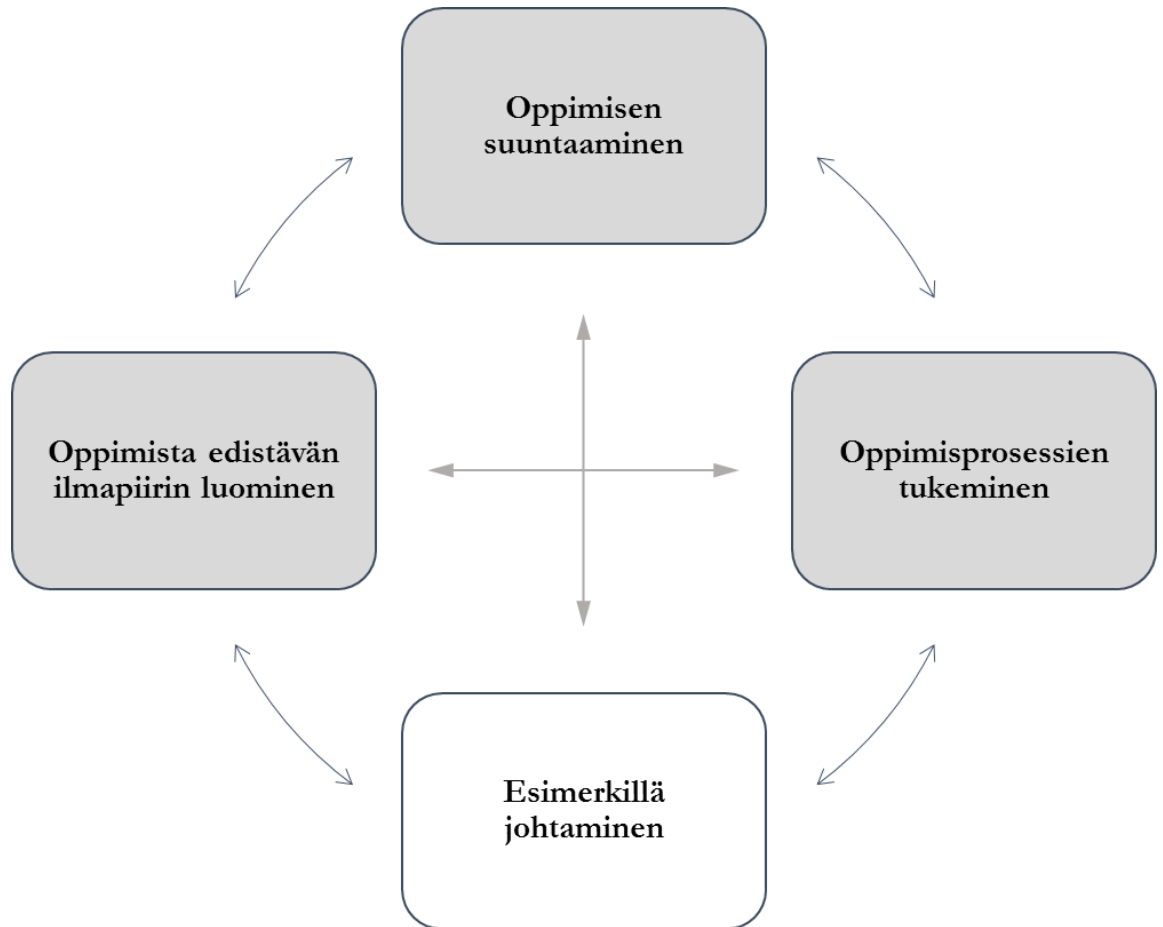 Oppimisen
suuntaaminen
Oppimista edistävän
ilmapiirin luominen
Oppimisprosessien
tukeminen
Esimerkillä
johtaminen